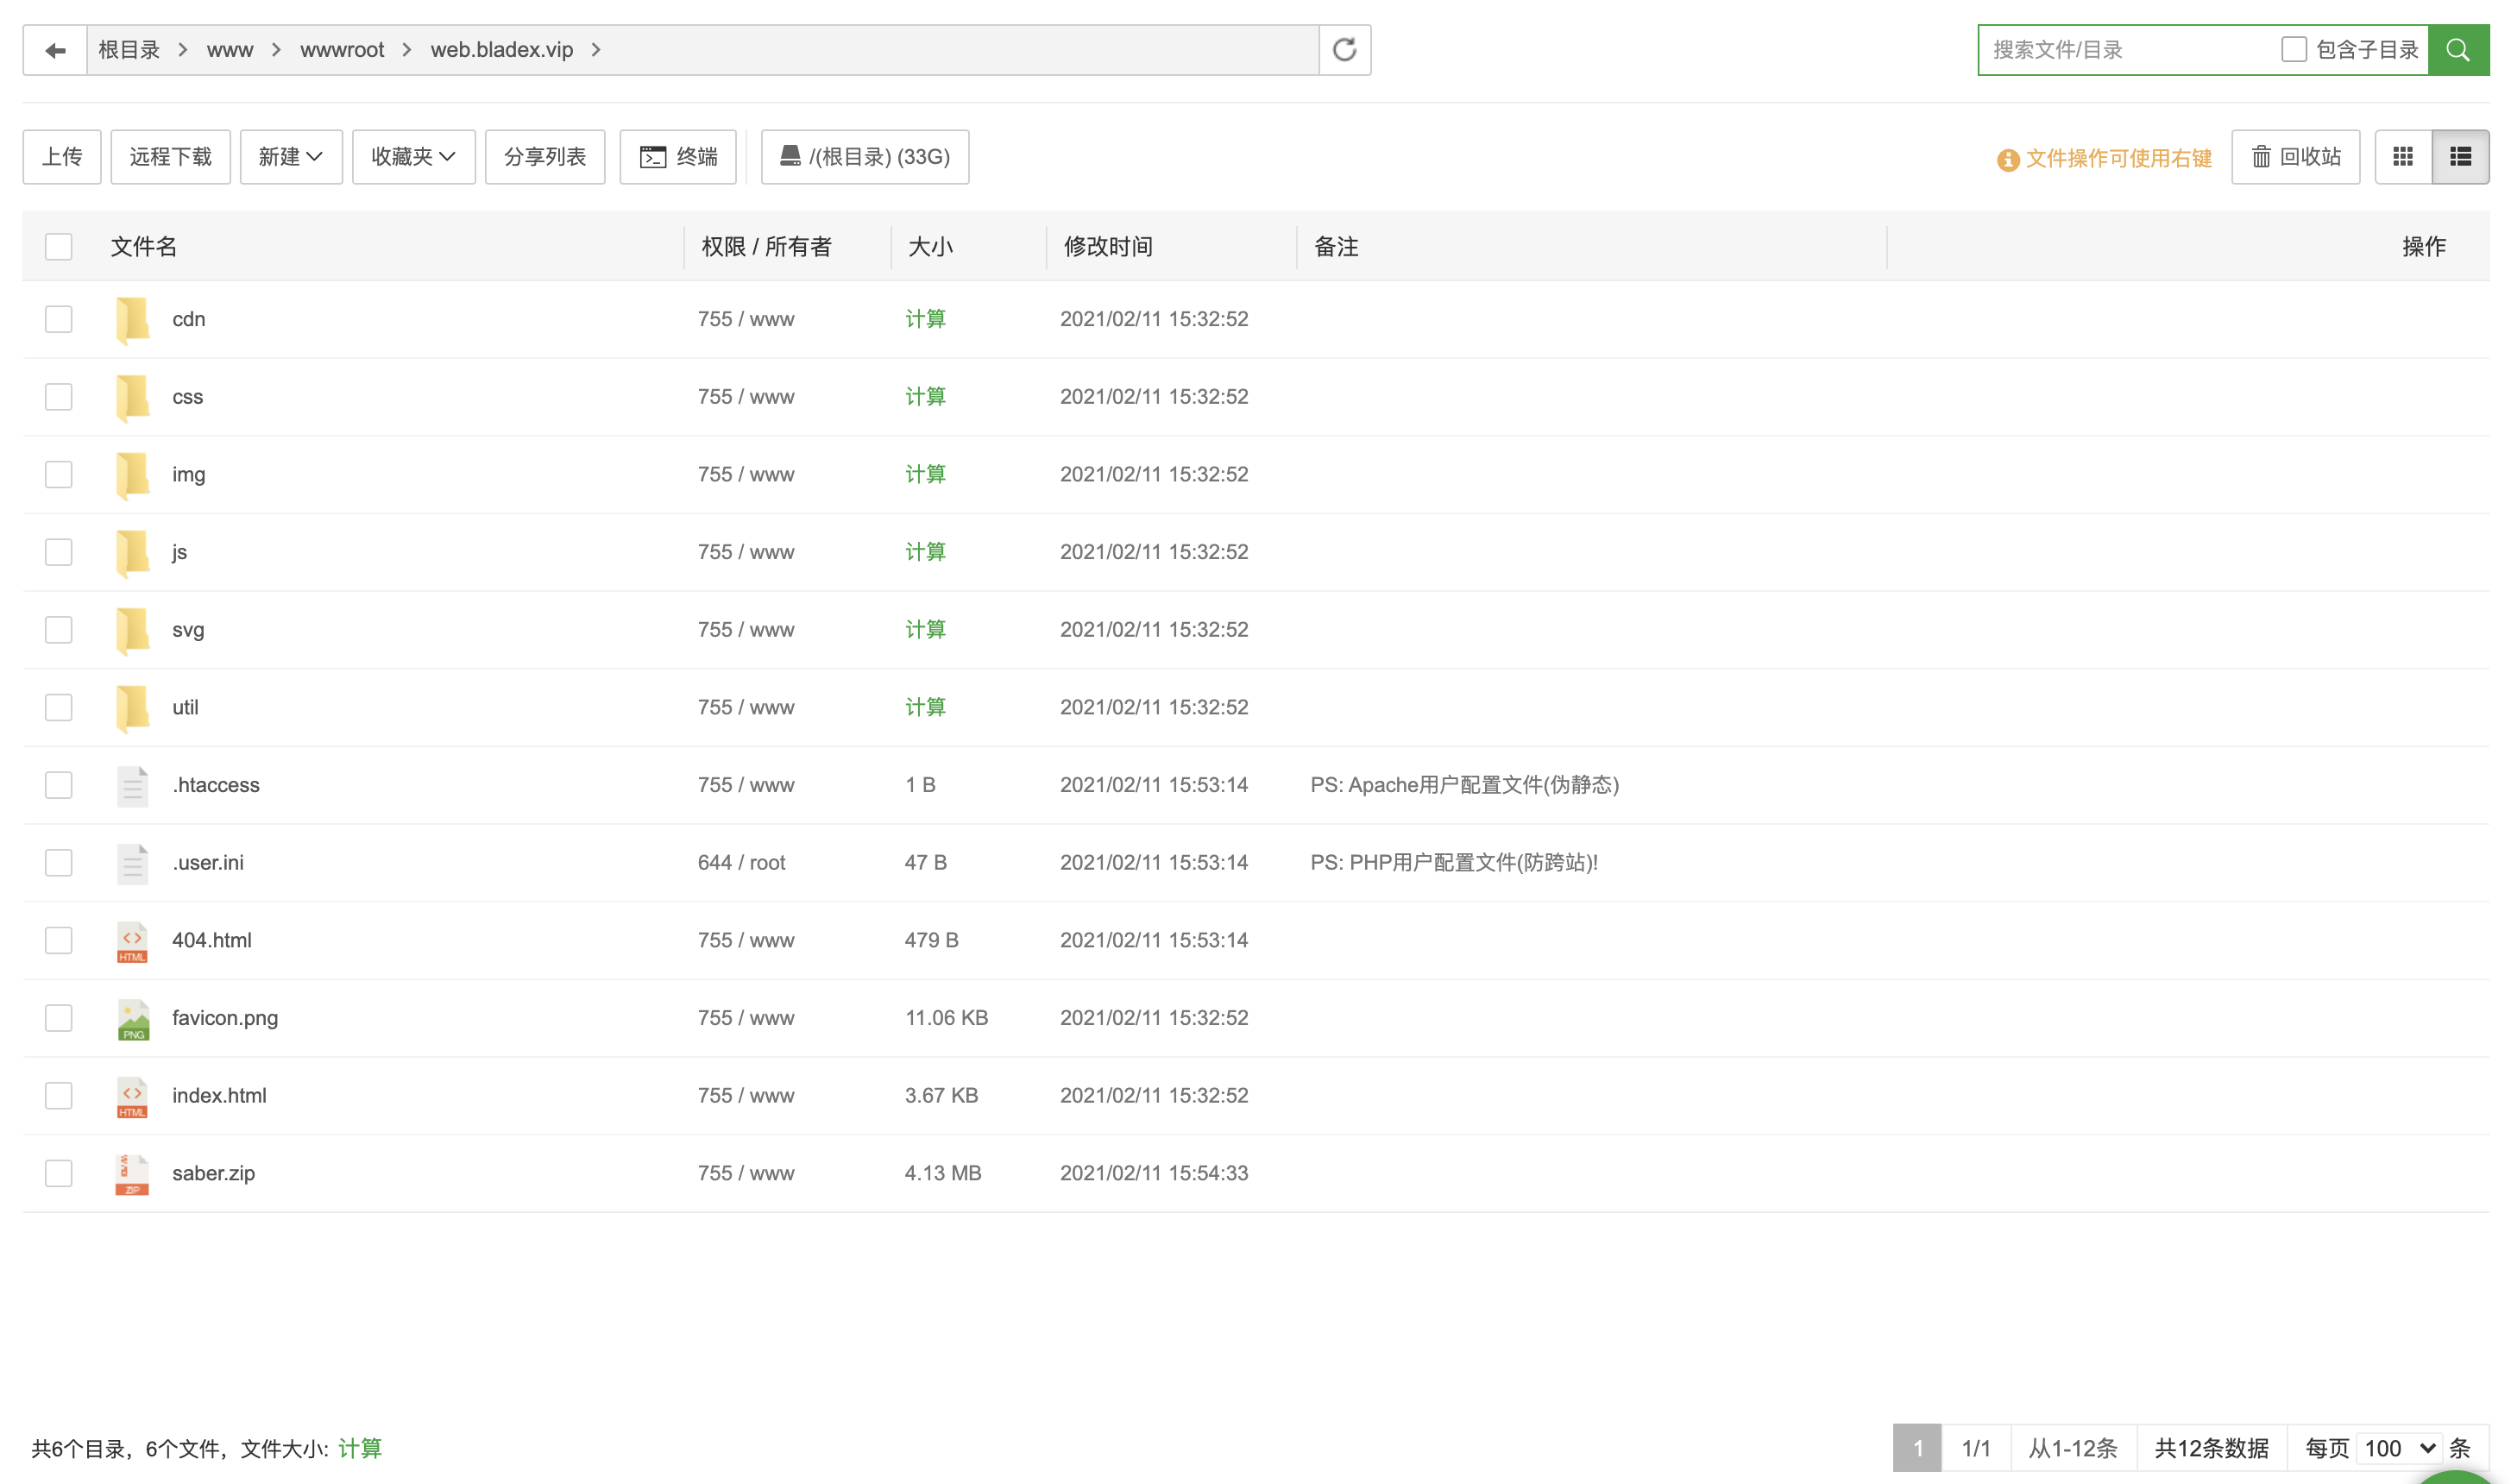 根目录 > www > wwwroot > web.bladex.vip >
搜索文件/目录 包含子目录
上传 远程下载 新建 收藏夹 分享列表 终端 /(根目录) (33G) 文件操作可使用右键 回收站
文件名 权限 / 所有者 大小 修改时间 备注 操作
cdn 755 / www 计算 2021/02/11 15:32:52
css 755 / www 计算 2021/02/11 15:32:52
img 755 / www 计算 2021/02/11 15:32:52
js 755 / www 计算 2021/02/11 15:32:52
svg 755 / www 计算 2021/02/11 15:32:52
util 755 / www 计算 2021/02/11 15:32:52
.htaccess 755 / www 1 B 2021/02/11 15:53:14 PS: Apache用户配置文件(伪静态)
.user.ini 644 / root 47 B 2021/02/11 15:53:14 PS: PHP用户配置文件(防跨站)!
HTML 404.html 755 / www 479 B 2021/02/11 15:53:14
PNG favicon.png 755 / www 11.06 KB 2021/02/11 15:32:52
HTML index.html 755 / www 3.67 KB 2021/02/11 15:32:52
ZIP saber.zip 755 / www 4.13 MB 2021/02/11 15:54:33
共6个目录，6个文件，文件大小: 计算 1 1/1 从1-12条 共12条数据 每页 100 条